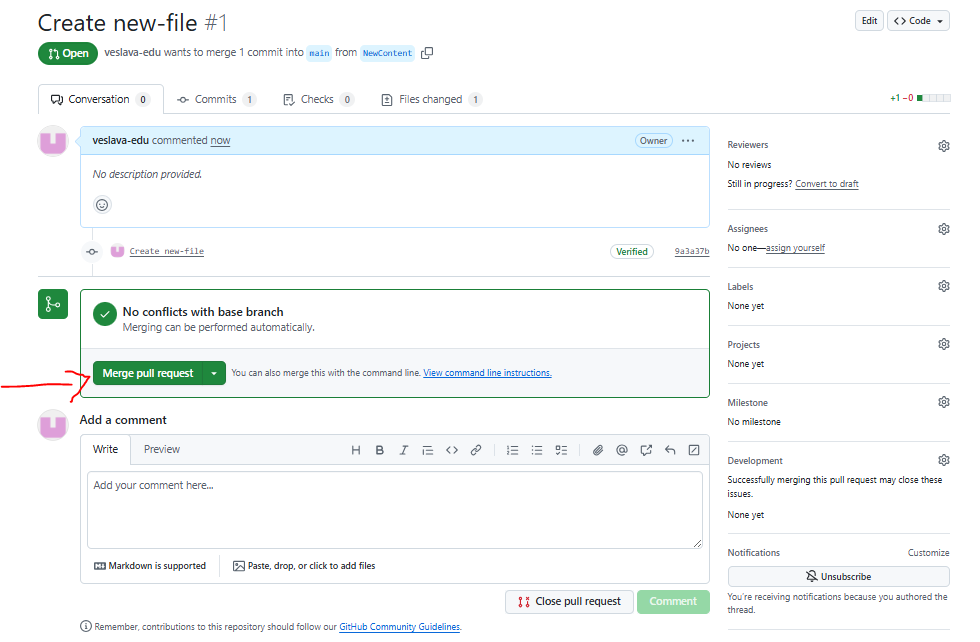 Create new-file #1
Edit
<> Code
Open
veslava-edu wants to merge 1 commit into main from NewContent
Conversation 0
Commits 1
Checks 0
Files changed 1
+1 −0
veslava-edu commented now
Owner
No description provided.
Create new-file
Verified
9a3a37b
No conflicts with base branch
Merging can be performed automatically.
Merge pull request
You can also merge this with the command line. View command line instructions.
Add a comment
Write
Preview
Add your comment here...
Markdown is supported
Paste, drop, or click to add files
Close pull request
Comment
Remember, contributions to this repository should follow our GitHub Community Guidelines.
Reviewers
No reviews
Still in progress? Convert to draft
Assignees
No one—assign yourself
Labels
None yet
Projects
None yet
Milestone
No milestone
Development
Successfully merging this pull request may close these
issues.
None yet
Notifications
Customize
Unsubscribe
You're receiving notifications because you authored the
thread.